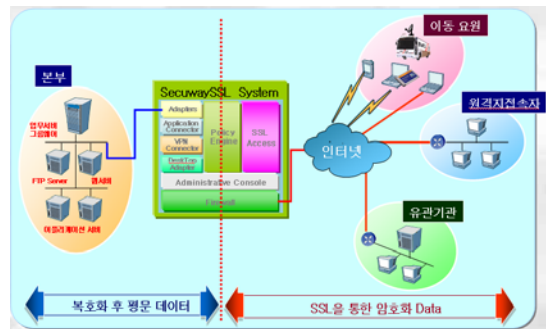 본부
업무서버
그룹웨어
FTP Server
웹서버
어플리케이션 서버
SecuwaySSL System
Adapters
Application
Connector
VPN
Connector
DeskTop
Adapter
Policy
Engine
SSL
Access
Administrative Console
Firewall
인터넷
이동 요원
원격지접속자
유관기관
복호화 후 평문 데이터
SSL을 통한 암호화 Data